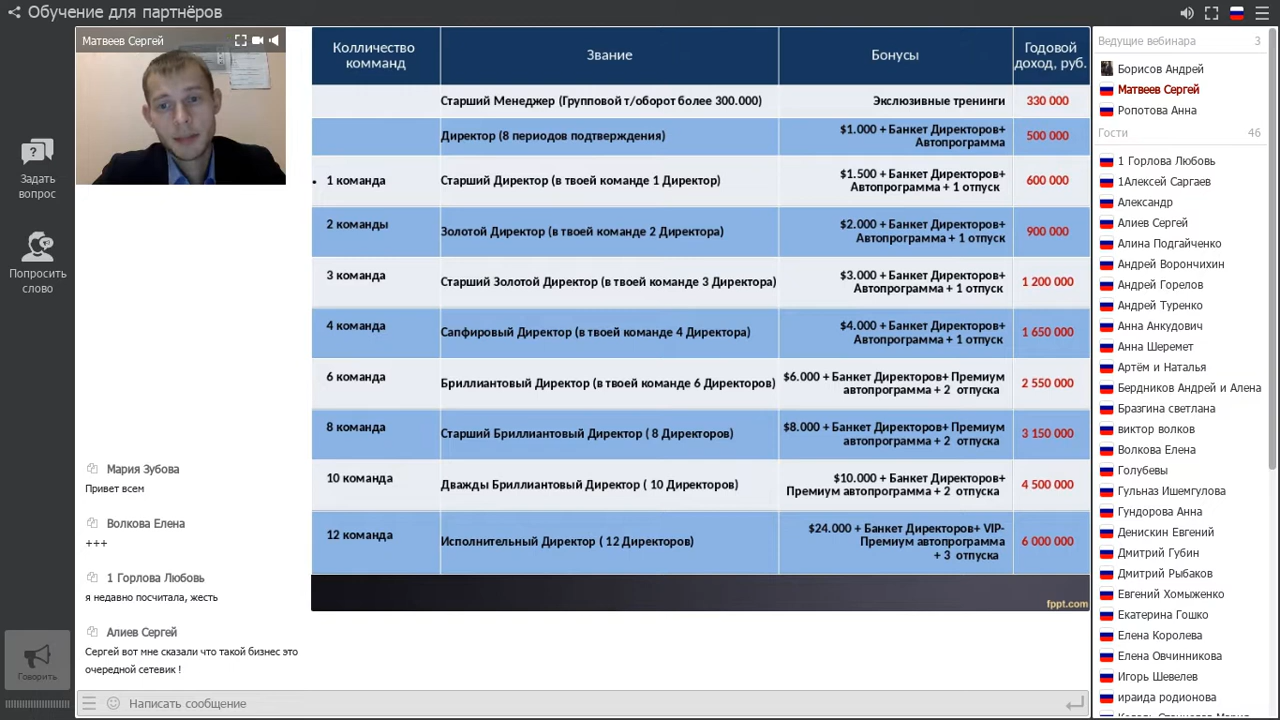 Обучение для партнёров
Матвеев Сергей
Задать
вопрос
Попросить
слово
Говорить
Колличество
комманд
Звание
Бонусы
Годовой
доход, руб.
Старший Менеджер (Групповой т/оборот более 300.000)
Экслюзивные тренинги
330 000
Директор (8 периодов подтверждения)
$1.000 + Банкет Директоров+
Автопрограмма
500 000
1 команда
Старший Директор (в твоей команде 1 Директор)
$1.500 + Банкет Директоров+
Автопрограмма + 1 отпуск
600 000
2 команды
Золотой Директор (в твоей команде 2 Директора)
$2.000 + Банкет Директоров+
Автопрограмма + 1 отпуск
900 000
3 команда
Старший Золотой Директор (в твоей команде 3 Директора)
$3.000 + Банкет Директоров+
Автопрограмма + 1 отпуск
1 200 000
4 команда
Сапфировый Директор (в твоей команде 4 Директора)
$4.000 + Банкет Директоров+
Автопрограмма + 1 отпуск
1 650 000
6 команда
Бриллиантовый Директор (в твоей команде 6 Директоров)
$6.000 + Банкет Директоров+ Премиум
автопрограмма + 2 отпуска
2 550 000
8 команда
Старший Бриллиантовый Директор ( 8 Директоров)
$8.000 + Банкет Директоров+ Премиум
автопрограмма + 2 отпуска
3 150 000
10 команда
Дважды Бриллиантовый Директор ( 10 Директоров)
$10.000 + Банкет Директоров+
Премиум автопрограмма + 2 отпуска
4 500 000
12 команда
Исполнительный Директор ( 12 Директоров)
$24.000 + Банкет Директоров+ VIP-
Премиум автопрограмма
+ 3 отпуска
6 000 000
fppt.com
Мария Зубова
Привет всем
Волкова Елена
+++
1 Горлова Любовь
я недавно посчитала, жесть
Алиев Сергей
Сергей вот мне сказали что такой бизнес это
очередной сетевик !
Написать сообщение
Ведущие вебинара 3
Борисов Андрей
Матвеев Сергей
Ропотова Анна
Гости 46
1 Горлова Любовь
1Алексей Саргаев
Александр
Алиев Сергей
Алина Подгайченко
Андрей Ворончихин
Андрей Горелов
Андрей Туренко
Анна Анкудович
Анна Шеремет
Артём и Наталья
Бердников Андрей и Алена
Бразгина светлана
виктор волков
Волкова Елена
Голубевы
Гульназ Ишемгулова
Гундорова Анна
Денискин Евгений
Дмитрий Губин
Дмитрий Рыбаков
Евгений Хомыженко
Екатерина Гошко
Елена Королева
Елена Овчинникова
Игорь Шевелев
ираида родионова